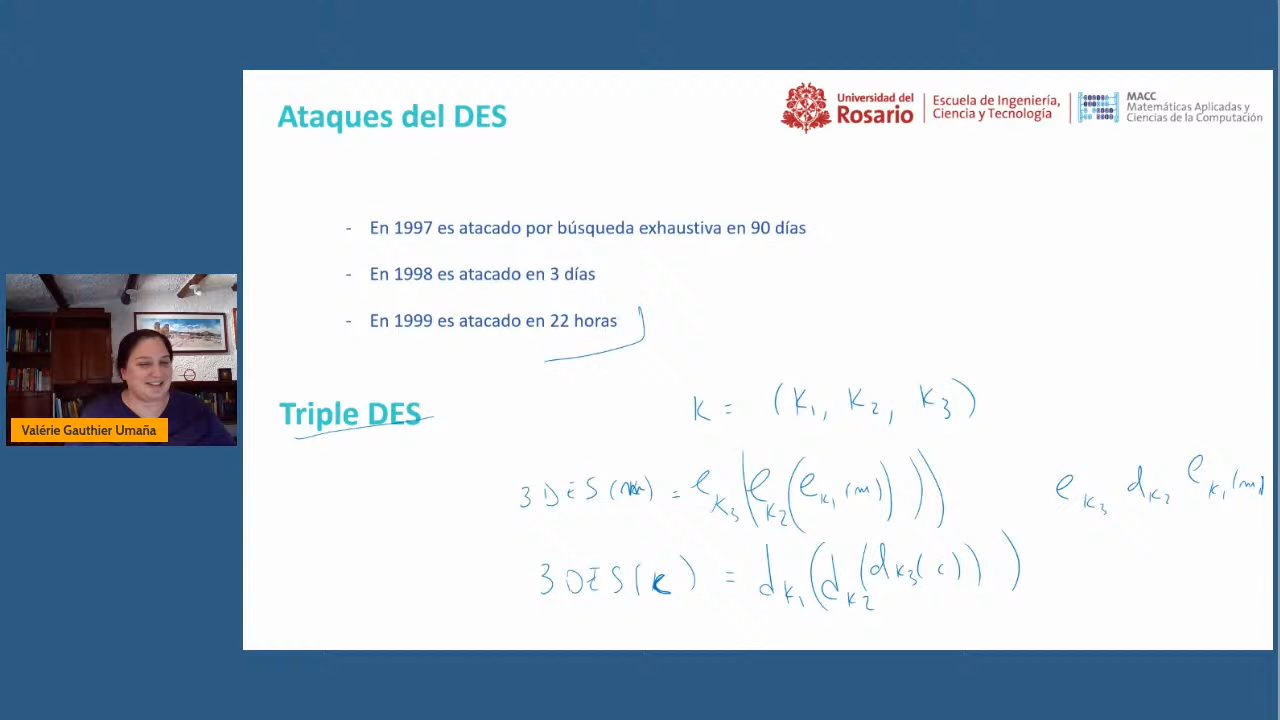 Ataques del DES
Universidad del Rosario
Escuela de Ingeniería, Ciencia y Tecnología
MACC
Matemáticas Aplicadas y
Ciencias de la Computación
- En 1997 es atacado por búsqueda exhaustiva en 90 días
- En 1998 es atacado en 3 días
- En 1999 es atacado en 22 horas
Valérie Gauthier Umaña
Triple DES
K = (K1, K2, K3)
3DES(m) = eK3(eK2(eK1(m)))
eK3 dK2 eK1(m)
3DES(c) = dK1(dK2(dK3(c)))